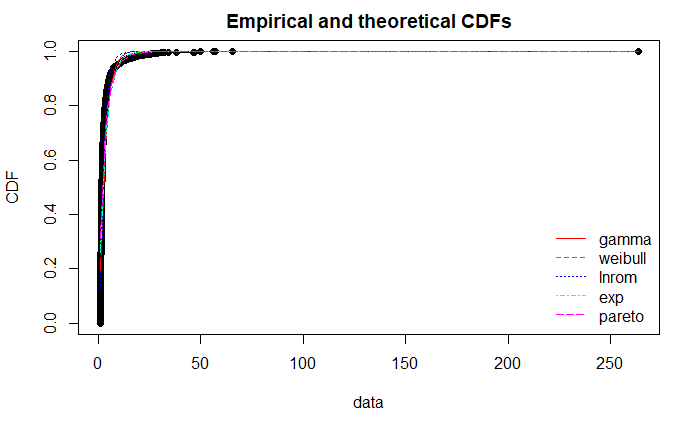 Empirical and theoretical CDFs
CDF
1.0
0.8
0.6
0.4
0.2
0.0
gamma
weibull
lnrom
exp
pareto
0 50 100 150 200 250
data